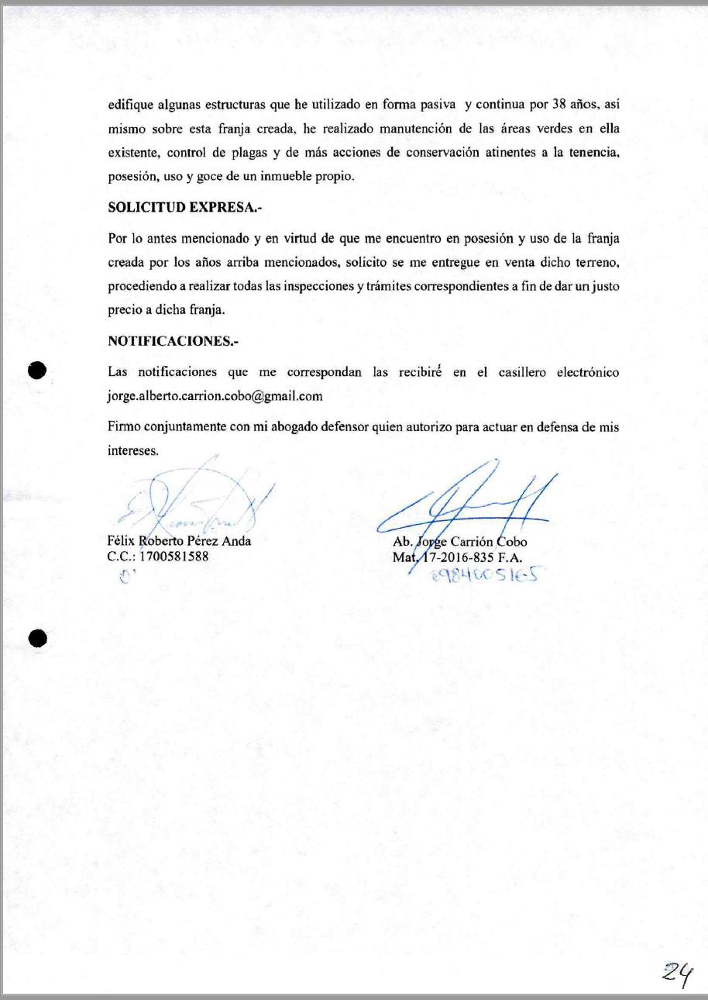 edifique algunas estructuras que he utilizado en forma pasiva y continua por 38 años, así
mismo sobre esta franja creada, he realizado manutención de las áreas verdes en ella
existente, control de plagas y de más acciones de conservación atinentes a la tenencia,
posesión, uso y goce de un inmueble propio.
SOLICITUD EXPRESA.-
Por lo antes mencionado y en virtud de que me encuentro en posesión y uso de la franja
creada por los años arriba mencionados, solicito se me entregue en venta dicho terreno,
procediendo a realizar todas las inspecciones y trámites correspondientes a fin de dar un justo
precio a dicha franja.
NOTIFICACIONES.-
Las notificaciones que me correspondan las recibiré en el casillero electrónico
jorge.alberto.carrion.cobo@gmail.com
Firmo conjuntamente con mi abogado defensor quien autorizo para actuar en defensa de mis
intereses.
Félix Roberto Pérez Anda
C.C.: 1700581588
Ab. Jorge Carrión Cobo
Mat. 17-2016-835 F.A.
0984005165
24